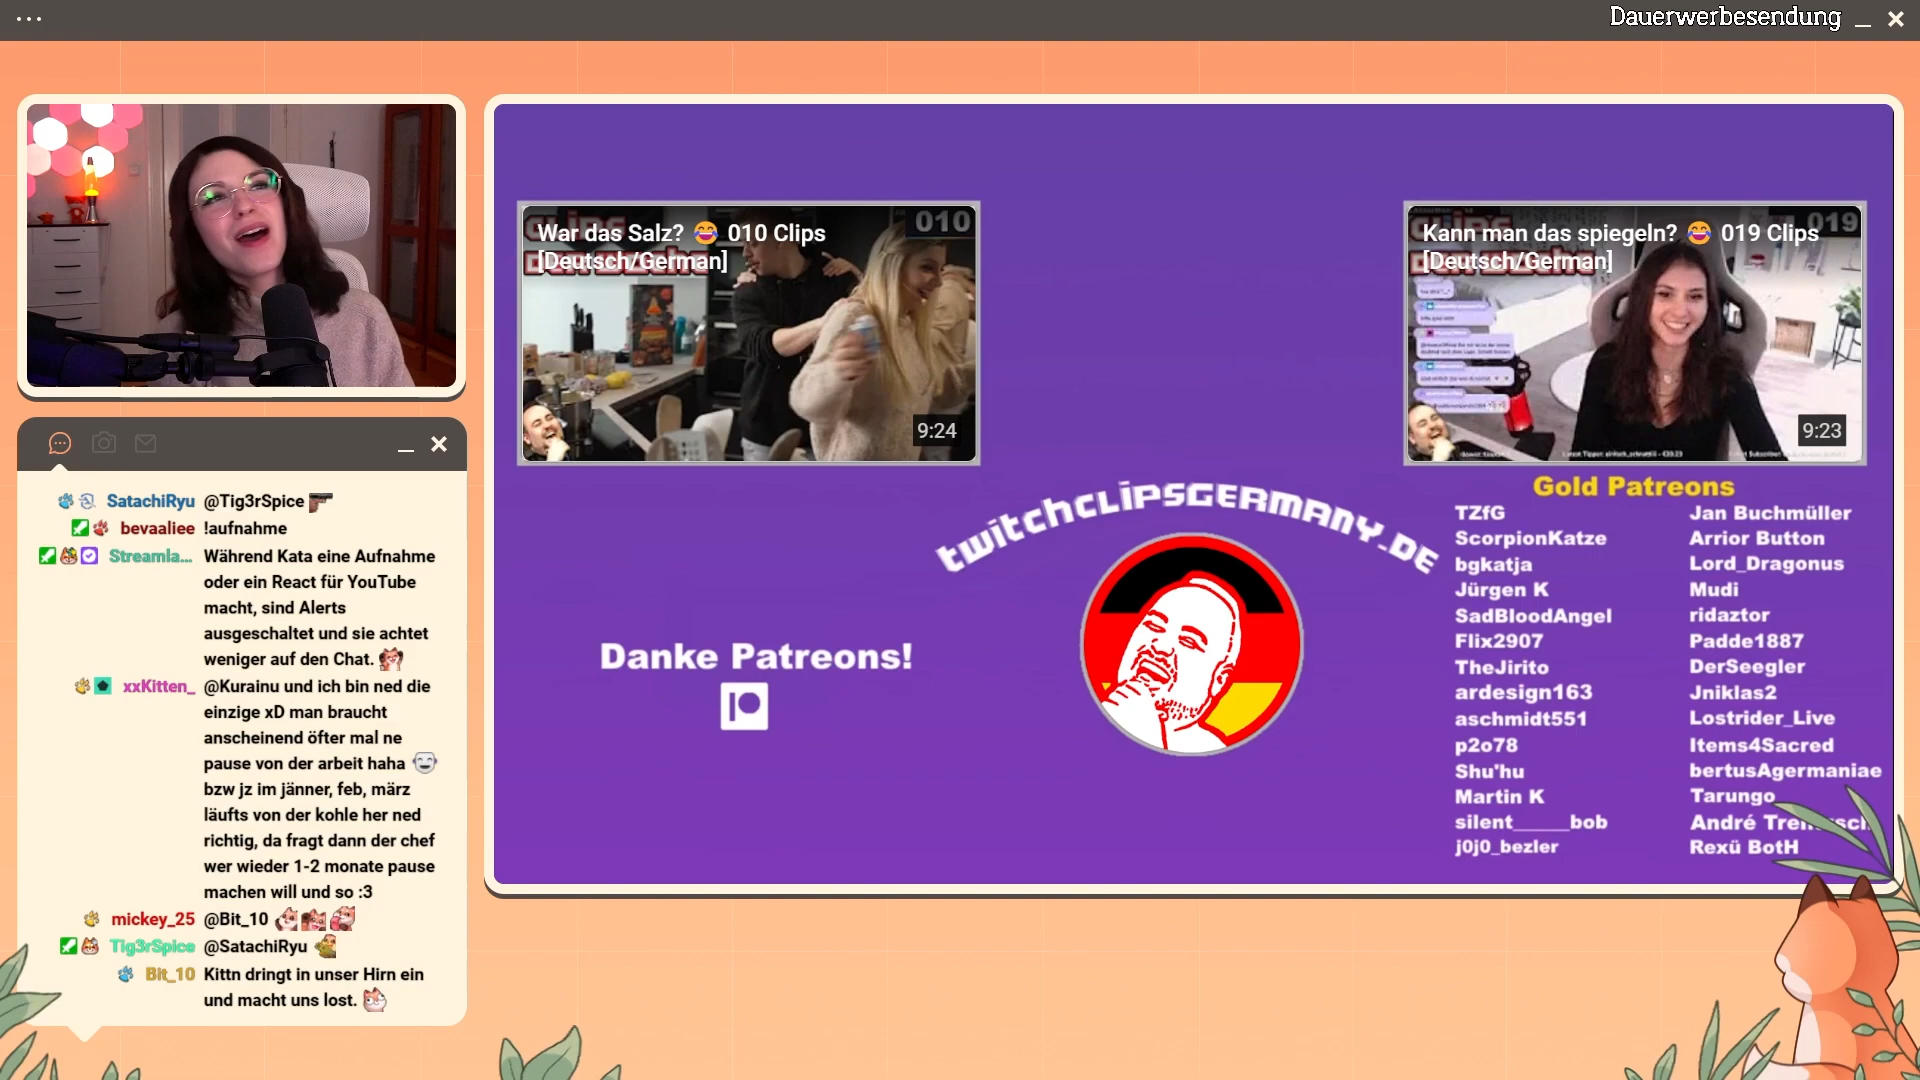 Dauerwerbesendung
War das Salz? 😂 010 Clips
[Deutsch/German]
010
9:24
Kann man das spiegeln? 😂 019 Clips
[Deutsch/German]
019
9:23
twitchclipsgermany.de
Danke Patreons!
Gold Patreons
TZfG
ScorpionKatze
bgkatja
Jürgen K
SadBloodAngel
Flix2907
TheJirito
ardesign163
aschmidt551
p2o78
Shu'hu
Martin K
silent______bob
j0j0_bezler
Jan Buchmüller
Arrior Button
Lord_Dragonus
Mudi
ridaztor
Padde1887
DerSeegler
Jniklas2
Lostrider_Live
Items4Sacred
bertusAgermaniae
Tarungo
André
Rexü BotH
SatachiRyu @Tig3rSpice
bevaaliee !aufnahme
Streamla... Während Kata eine Aufnahme
oder ein React für YouTube
macht, sind Alerts
ausgeschaltet und sie achtet
weniger auf den Chat.
xxKitten_ @Kurainu und ich bin ned die
einzige xD man braucht
anscheinend öfter mal ne
pause von der arbeit haha
bzw jz im jänner, feb, märz
läufts von der kohle her ned
richtig, da fragt dann der chef
wer wieder 1-2 monate pause
machen will und so :3
mickey_25 @Bit_10
Tig3rSpice @SatachiRyu
Bit_10 Kittn dringt in unser Hirn ein
und macht uns lost.